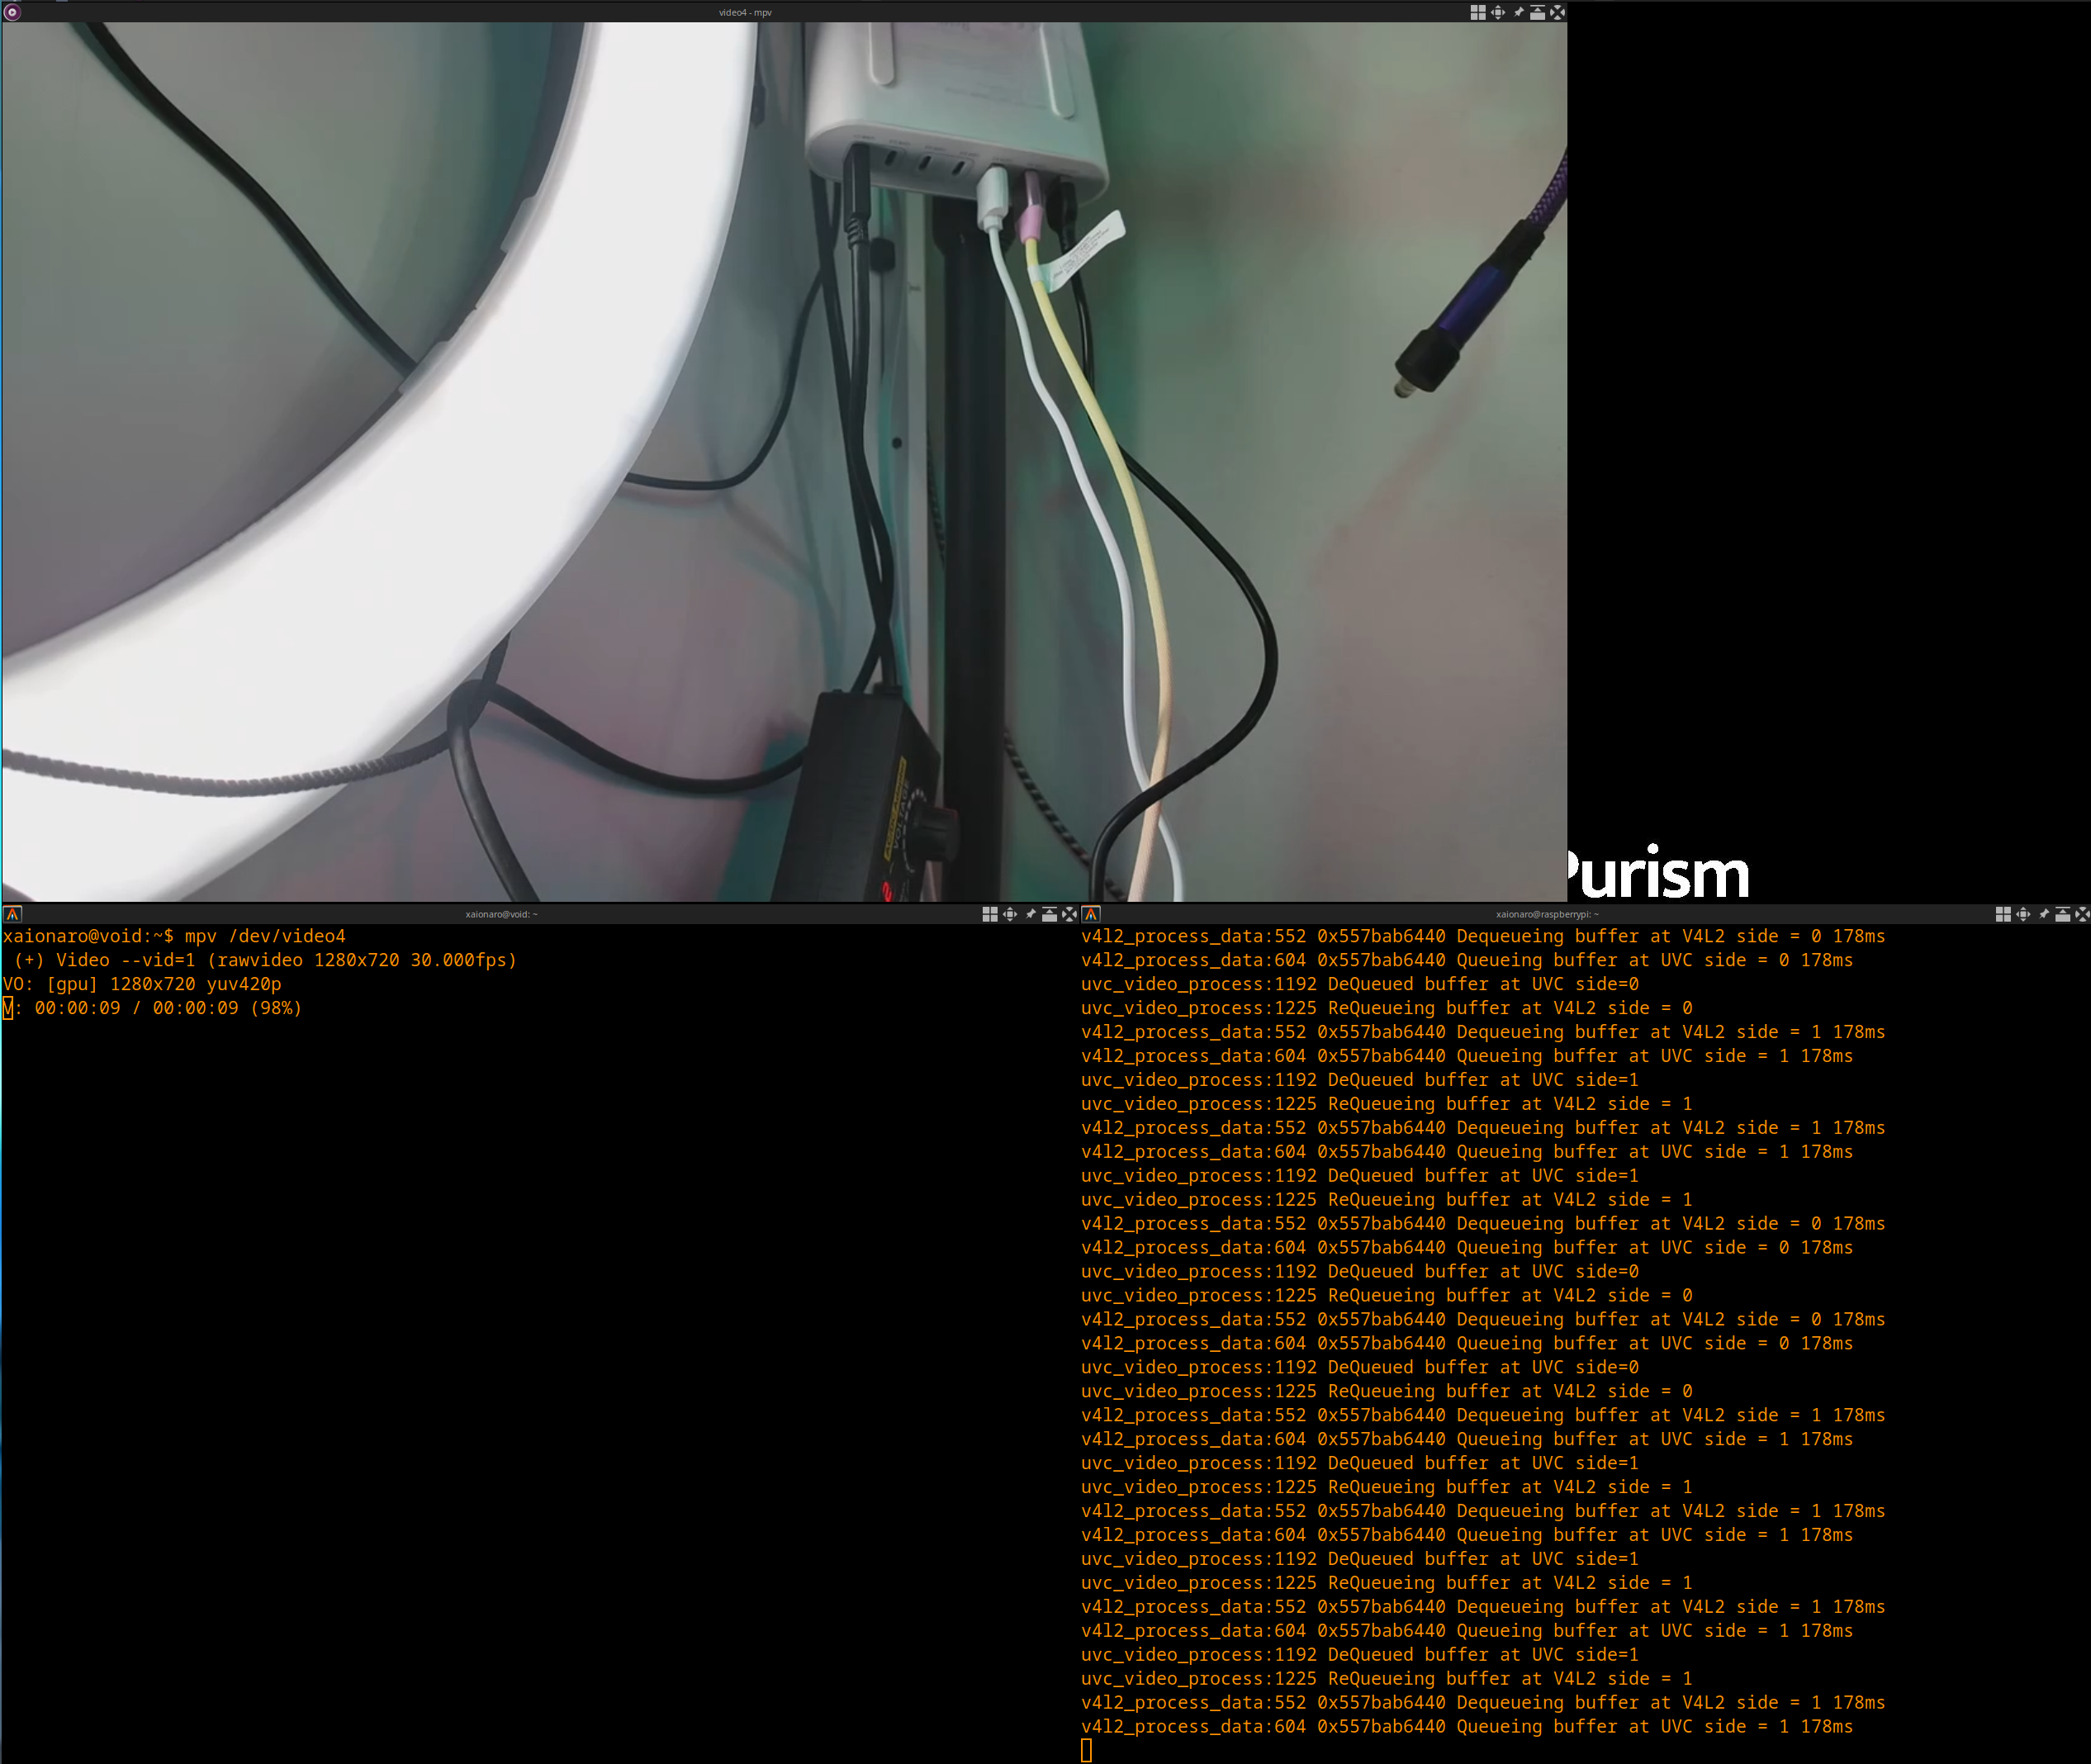 video4 - mpv
VOLTAGE
Purism
xaionaro@void: ~
xaionaro@void:~$ mpv /dev/video4
(+) Video --vid=1 (rawvideo 1280x720 30.000fps)
VO: [gpu] 1280x720 yuv420p
V: 00:00:09 / 00:00:09 (98%)
xaionaro@raspberrypi: ~
v4l2_process_data:552 0x557bab6440 Dequeueing buffer at V4L2 side = 0 178ms
v4l2_process_data:604 0x557bab6440 Queueing buffer at UVC side = 0 178ms
uvc_video_process:1192 DeQueued buffer at UVC side=0
uvc_video_process:1225 ReQueueing buffer at V4L2 side = 0
v4l2_process_data:552 0x557bab6440 Dequeueing buffer at V4L2 side = 1 178ms
v4l2_process_data:604 0x557bab6440 Queueing buffer at UVC side = 1 178ms
uvc_video_process:1192 DeQueued buffer at UVC side=1
uvc_video_process:1225 ReQueueing buffer at V4L2 side = 1
v4l2_process_data:552 0x557bab6440 Dequeueing buffer at V4L2 side = 1 178ms
v4l2_process_data:604 0x557bab6440 Queueing buffer at UVC side = 1 178ms
uvc_video_process:1192 DeQueued buffer at UVC side=1
uvc_video_process:1225 ReQueueing buffer at V4L2 side = 1
v4l2_process_data:552 0x557bab6440 Dequeueing buffer at V4L2 side = 0 178ms
v4l2_process_data:604 0x557bab6440 Queueing buffer at UVC side = 0 178ms
uvc_video_process:1192 DeQueued buffer at UVC side=0
uvc_video_process:1225 ReQueueing buffer at V4L2 side = 0
v4l2_process_data:552 0x557bab6440 Dequeueing buffer at V4L2 side = 0 178ms
v4l2_process_data:604 0x557bab6440 Queueing buffer at UVC side = 0 178ms
uvc_video_process:1192 DeQueued buffer at UVC side=0
uvc_video_process:1225 ReQueueing buffer at V4L2 side = 0
v4l2_process_data:552 0x557bab6440 Dequeueing buffer at V4L2 side = 1 178ms
v4l2_process_data:604 0x557bab6440 Queueing buffer at UVC side = 1 178ms
uvc_video_process:1192 DeQueued buffer at UVC side=1
uvc_video_process:1225 ReQueueing buffer at V4L2 side = 1
v4l2_process_data:552 0x557bab6440 Dequeueing buffer at V4L2 side = 1 178ms
v4l2_process_data:604 0x557bab6440 Queueing buffer at UVC side = 1 178ms
uvc_video_process:1192 DeQueued buffer at UVC side=1
uvc_video_process:1225 ReQueueing buffer at V4L2 side = 1
v4l2_process_data:552 0x557bab6440 Dequeueing buffer at V4L2 side = 1 178ms
v4l2_process_data:604 0x557bab6440 Queueing buffer at UVC side = 1 178ms
uvc_video_process:1192 DeQueued buffer at UVC side=1
uvc_video_process:1225 ReQueueing buffer at V4L2 side = 1
v4l2_process_data:552 0x557bab6440 Dequeueing buffer at V4L2 side = 1 178ms
v4l2_process_data:604 0x557bab6440 Queueing buffer at UVC side = 1 178ms